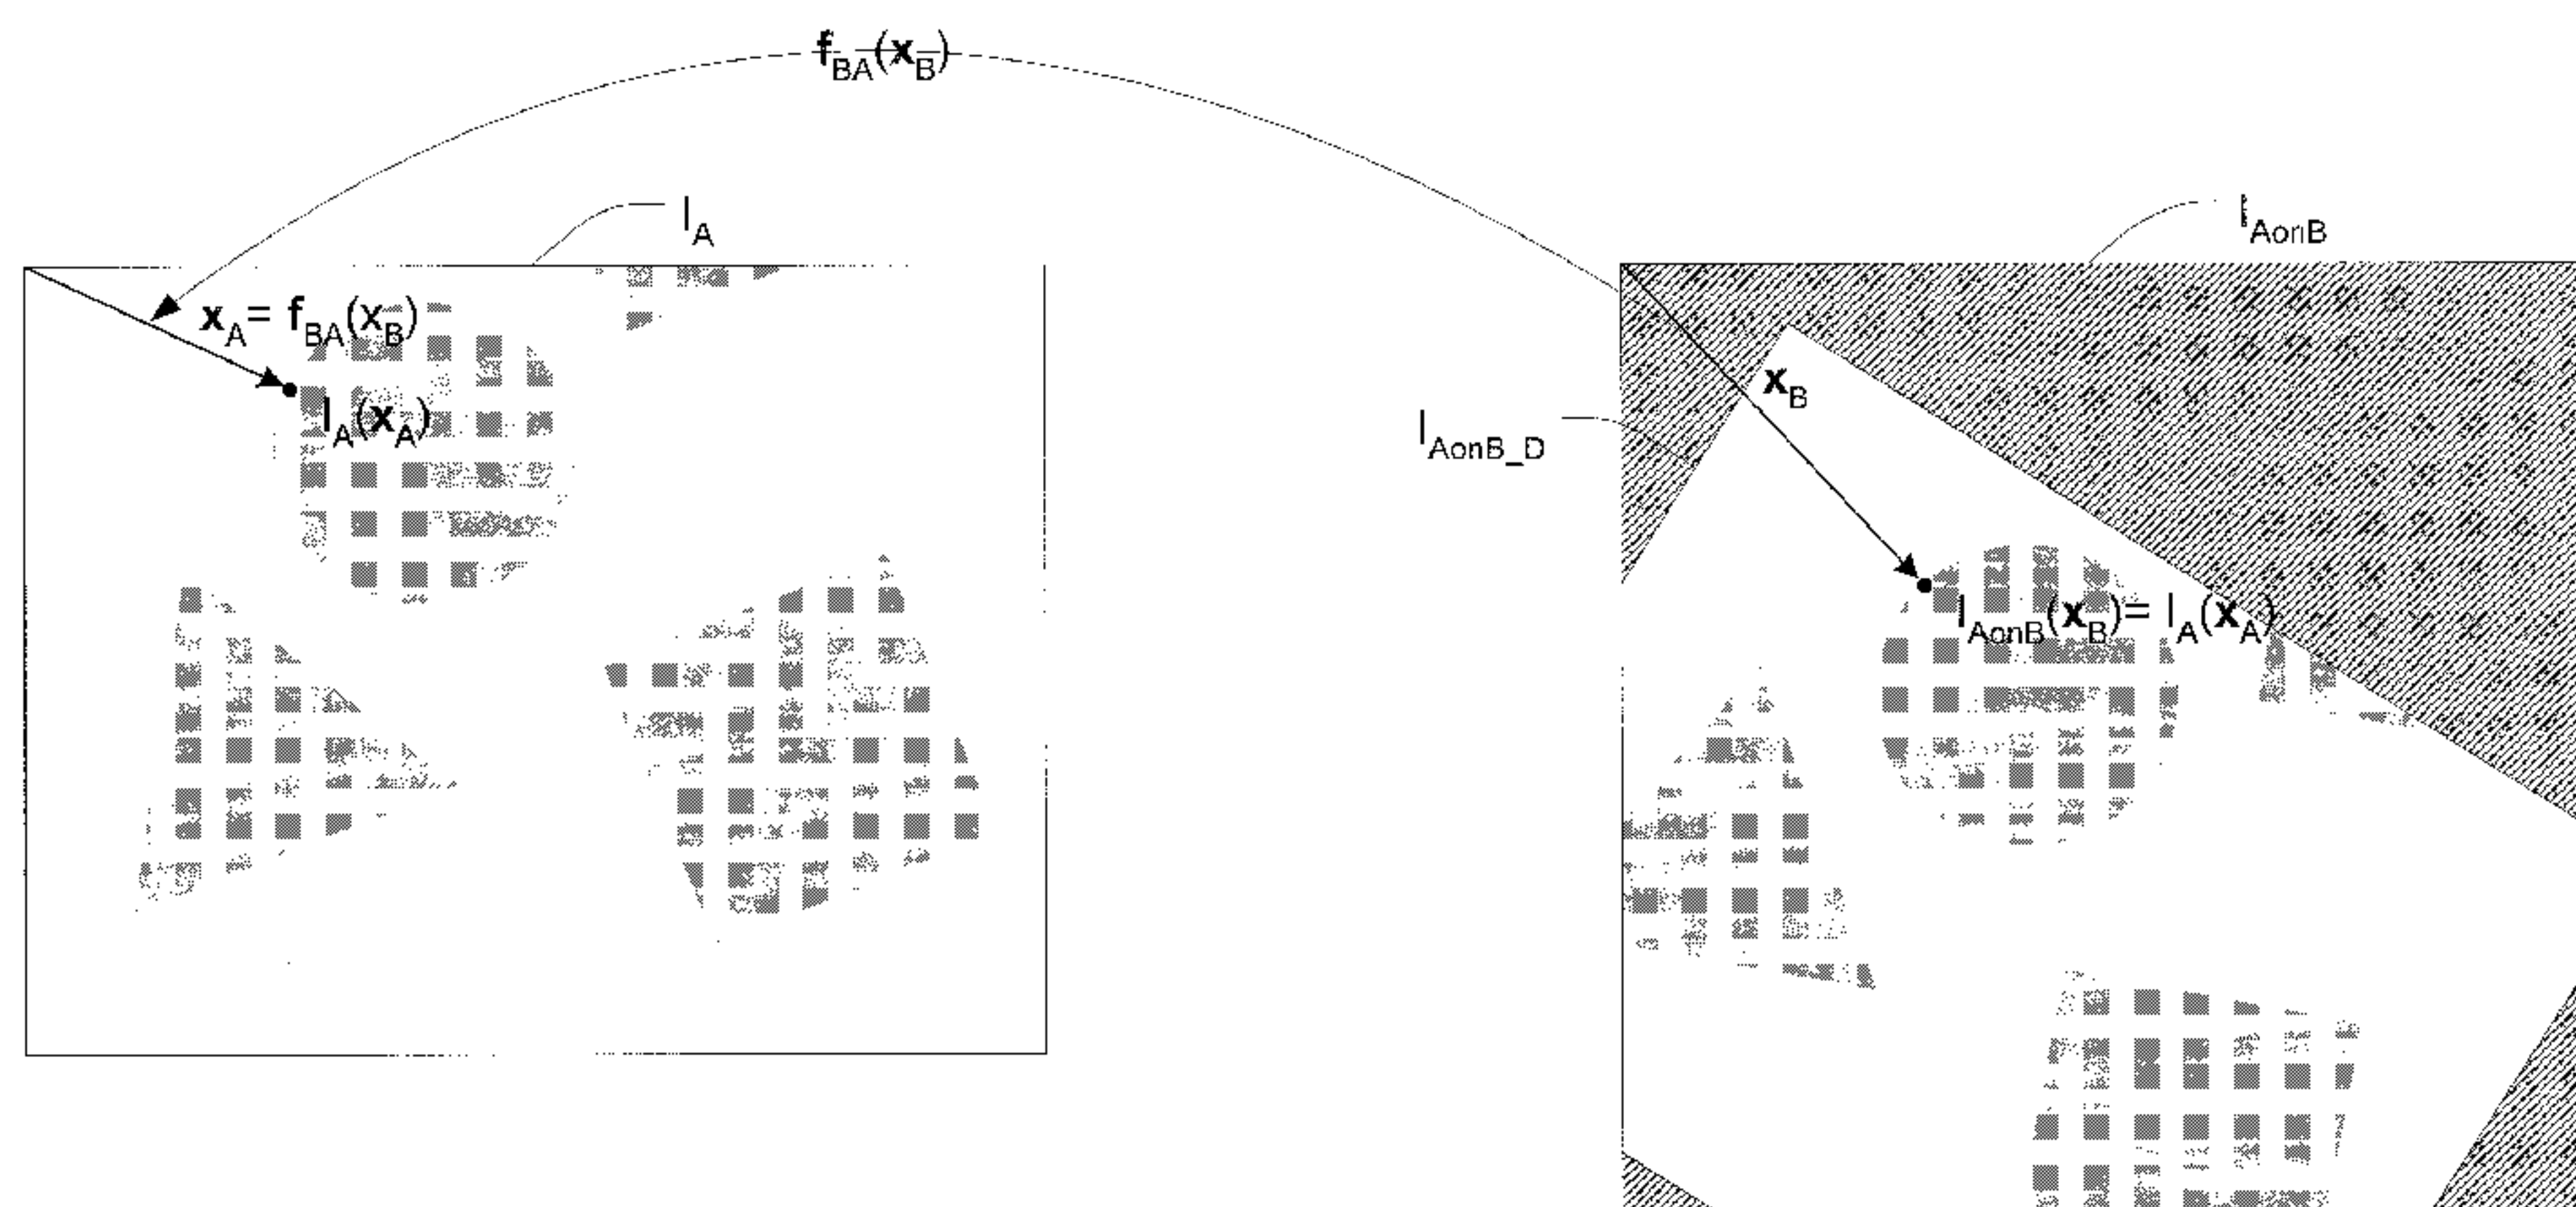 f_BA(x_B)
I_A
I_AonB
x_A = f_BA(x_B)
I_A(x_A)
x_B
I_AonB_D
I_AonB(x_B)= I_A(x_A)